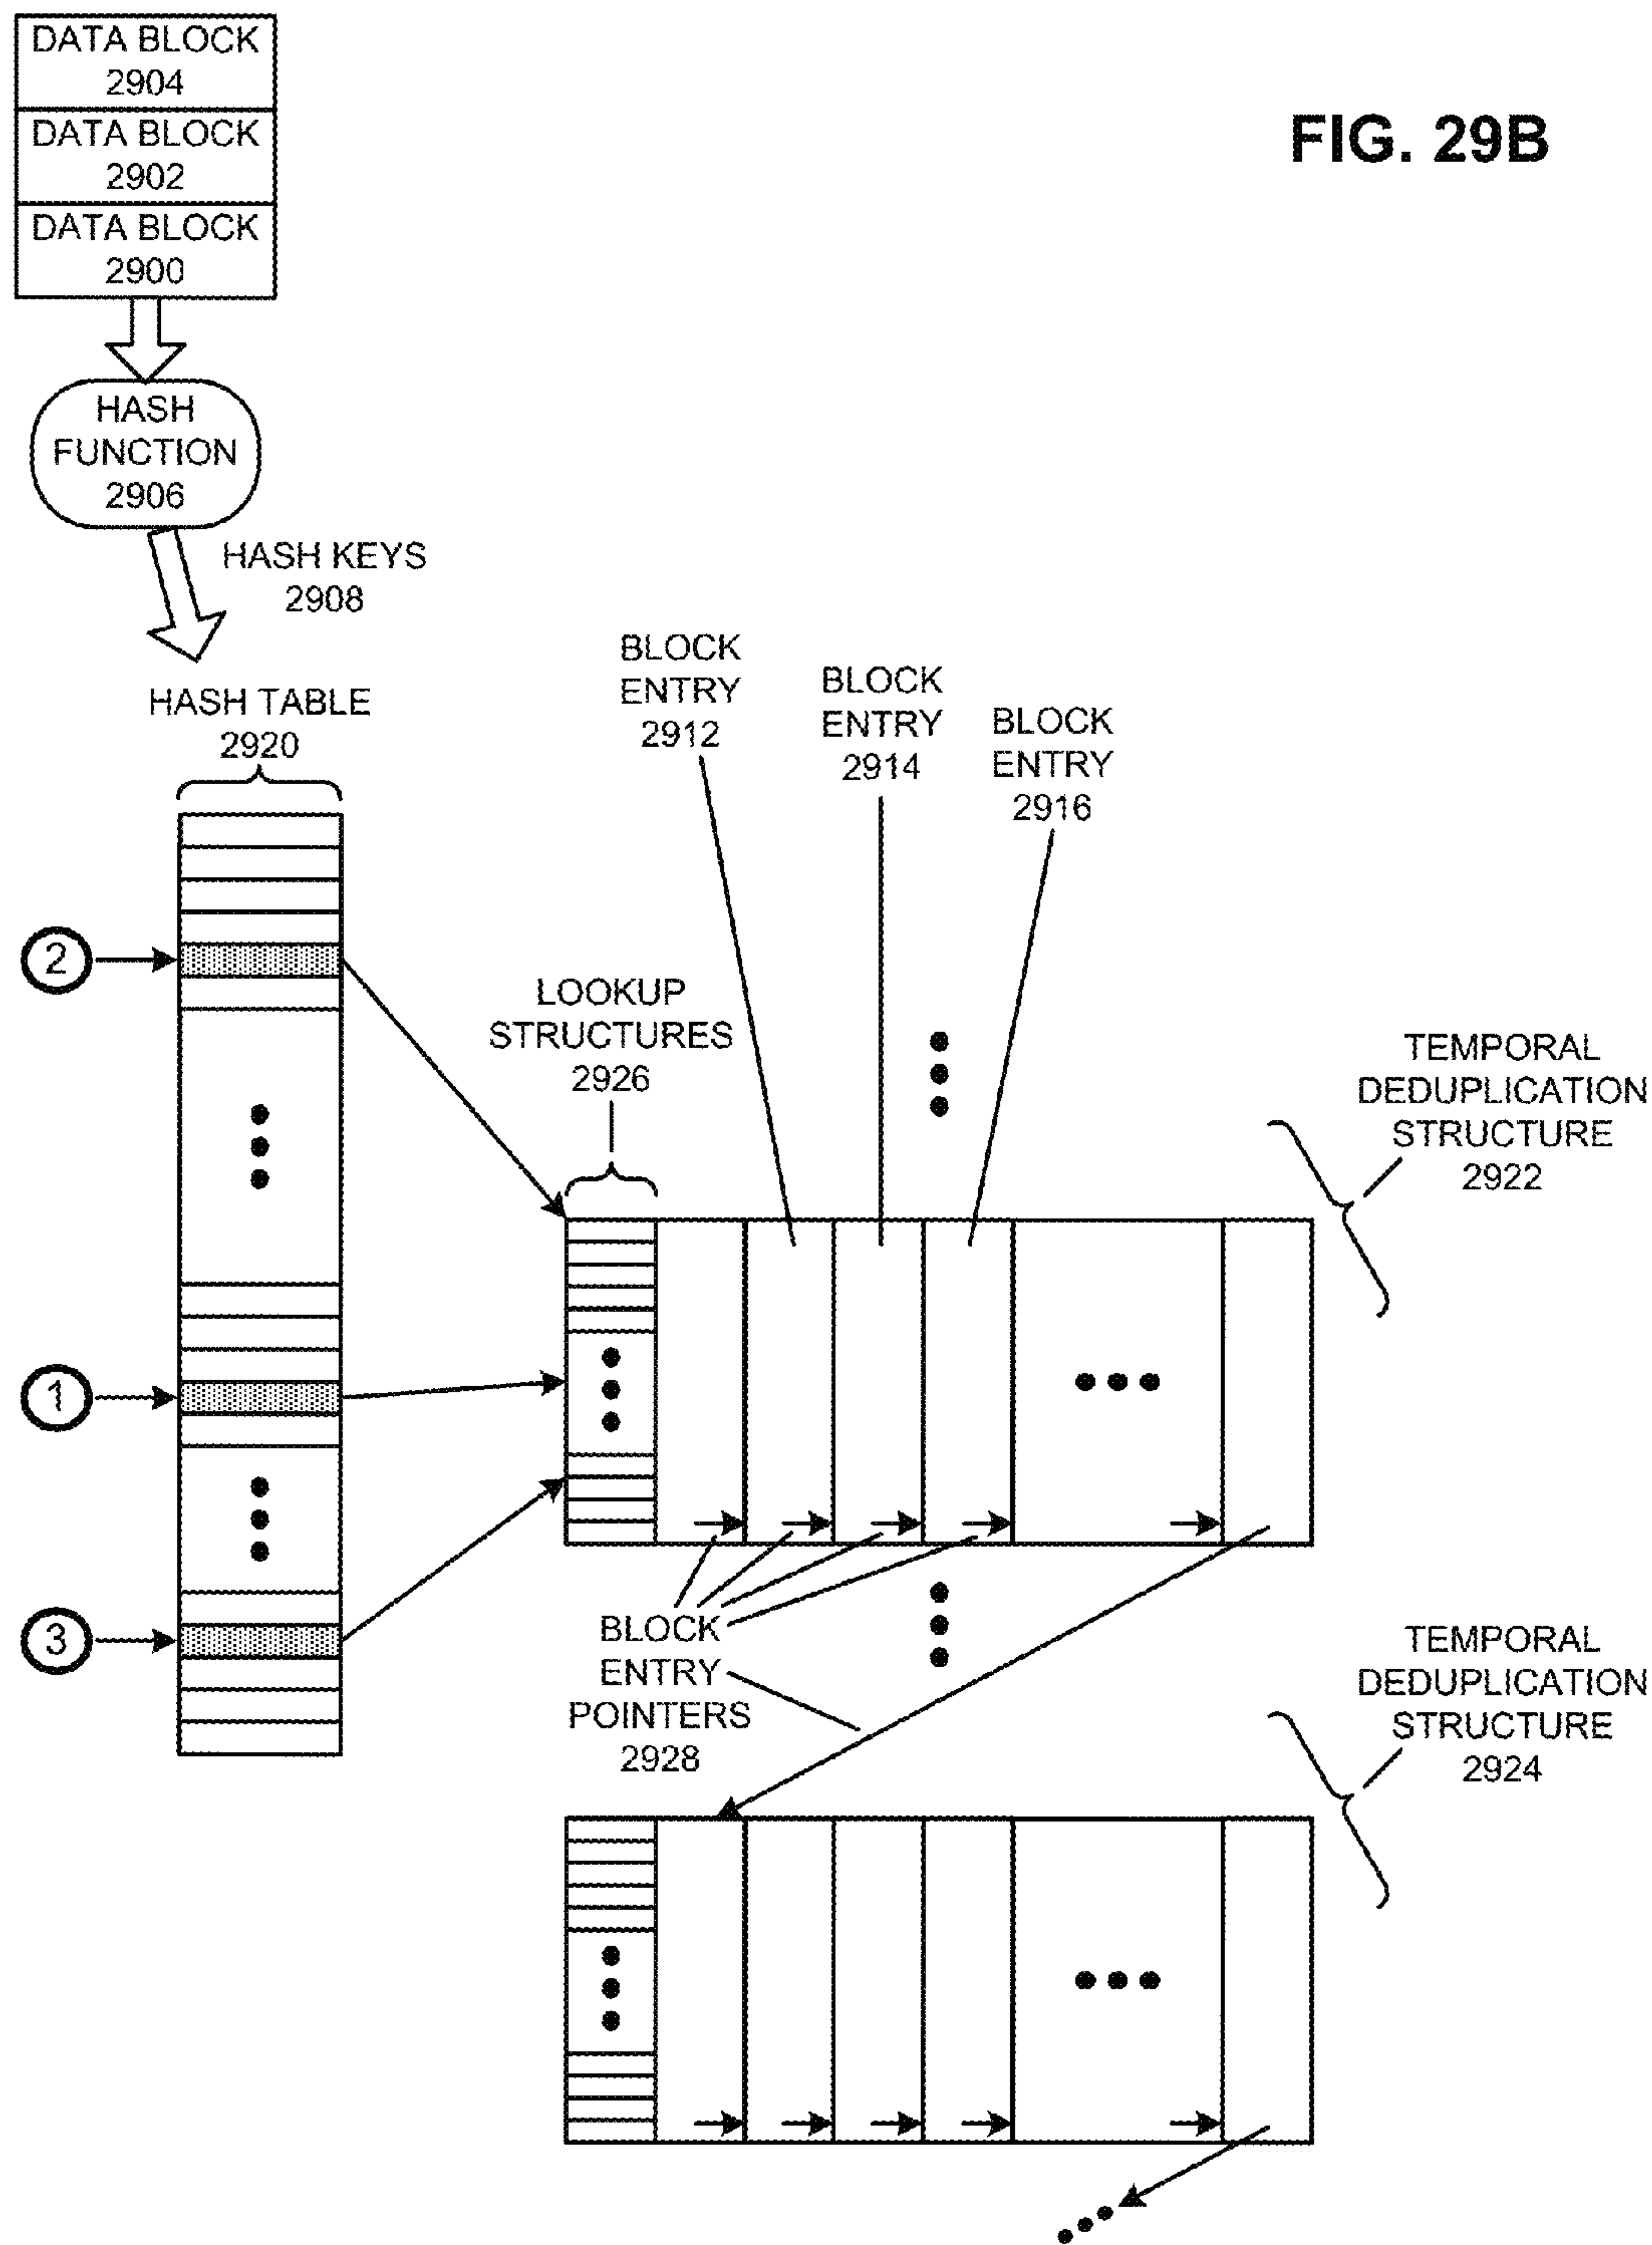 DATA BLOCK
2904
DATA BLOCK
2902
DATA BLOCK
2900
FIG. 29B
HASH
FUNCTION
2906
HASH KEYS
2908
HASH TABLE
2920
BLOCK
ENTRY
2912
BLOCK
ENTRY
2914
BLOCK
ENTRY
2916
2
1
3
LOOKUP
STRUCTURES
2926
TEMPORAL
DEDUPLICATION
STRUCTURE
2922
BLOCK
ENTRY
POINTERS
2928
TEMPORAL
DEDUPLICATION
STRUCTURE
2924